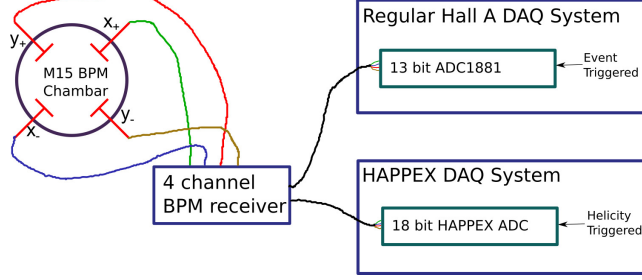 y+
x+
M15 BPM
Chambar
x-
y-
4 channel
BPM receiver
Regular Hall A DAQ System
13 bit ADC1881
Event
Triggered
HAPPEX DAQ System
18 bit HAPPEX ADC
Helicity
Triggered